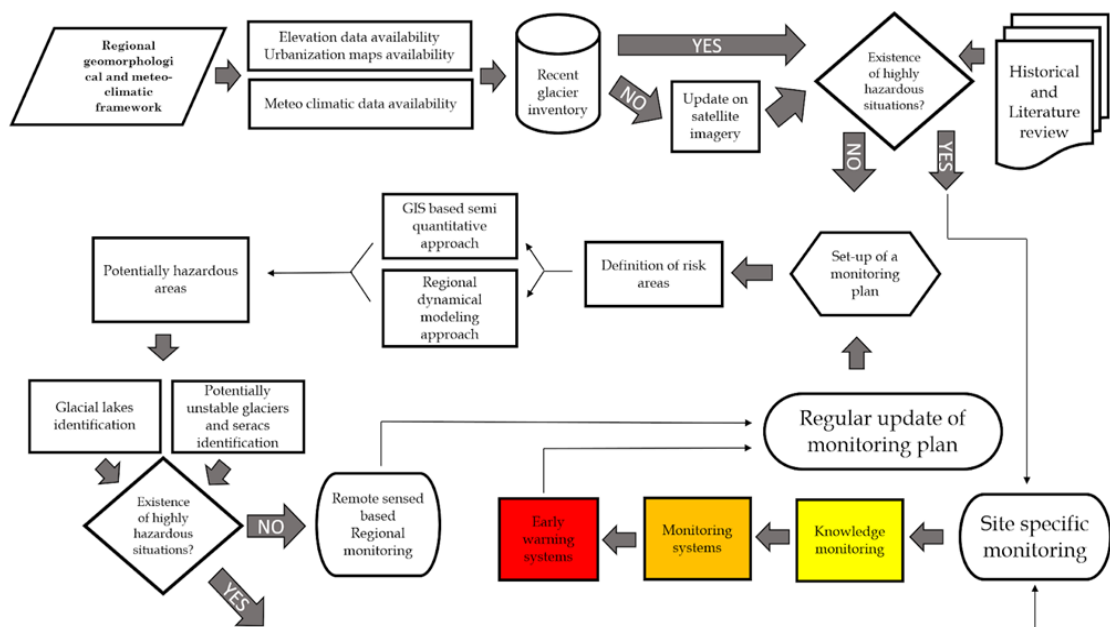 Regional
geomorphologi
cal and meteo-
climatic
framework
Elevation data availability
Urbanization maps availability
Meteo climatic data availability
Recent
glacier
inventory
YES
NO
Update on
satellite
imagery
Existence
of highly
hazardous
situations?
Historical
and
Literature
review
NO
YES
GIS based semi
quantitative
approach
Regional
dynamical
modeling
approach
Potentially hazardous
areas
Definition of risk
areas
Set-up of a
monitoring
plan
Glacial lakes
identification
Potentially
unstable glaciers
and seracs
identification
Regular update of
monitoring plan
Existence
of highly
hazardous
situations?
NO
Remote sensed
based
Regional
monitoring
Early
warning
systems
Monitoring
systems
Knowledge
monitoring
Site specific
monitoring
YES